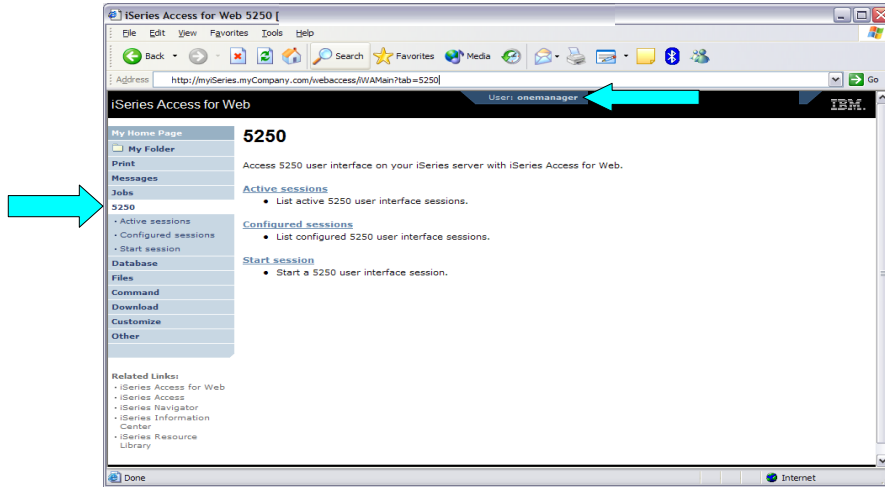 iSeries Access for Web 5250 [
File Edit View Favorites Tools Help
Back Search Favorites Media
Address http://myiSeries.myCompany.com/webaccess/iWAMain?tab=5250 Go
iSeries Access for Web
User: onemanager
IBM.
My Home Page
My Folder
Print
Messages
Jobs
5250
• Active sessions
• Configured sessions
• Start session
Database
Files
Command
Download
Customize
Other
Related Links:
• iSeries Access for Web
• iSeries Access
• iSeries Navigator
• iSeries Information
Center
• iSeries Resource
Library
5250
Access 5250 user interface on your iSeries server with iSeries Access for Web.
Active sessions
• List active 5250 user interface sessions.
Configured sessions
• List configured 5250 user interface sessions.
Start session
• Start a 5250 user interface session.
Done
Internet